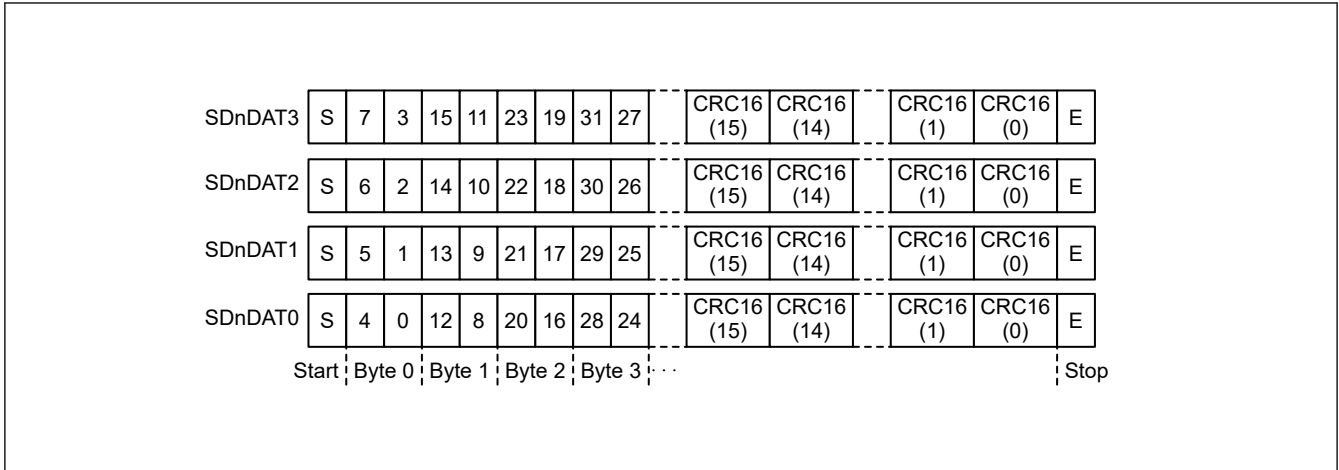 SDnDAT3 S 7 3 15 11 23 19 31 27 CRC16 (15) CRC16 (14) CRC16 (1) CRC16 (0) E
SDnDAT2 S 6 2 14 10 22 18 30 26 CRC16 (15) CRC16 (14) CRC16 (1) CRC16 (0) E
SDnDAT1 S 5 1 13 9 21 17 29 25 CRC16 (15) CRC16 (14) CRC16 (1) CRC16 (0) E
SDnDAT0 S 4 0 12 8 20 16 28 24 CRC16 (15) CRC16 (14) CRC16 (1) CRC16 (0) E
Start Byte 0 Byte 1 Byte 2 Byte 3 · · · Stop